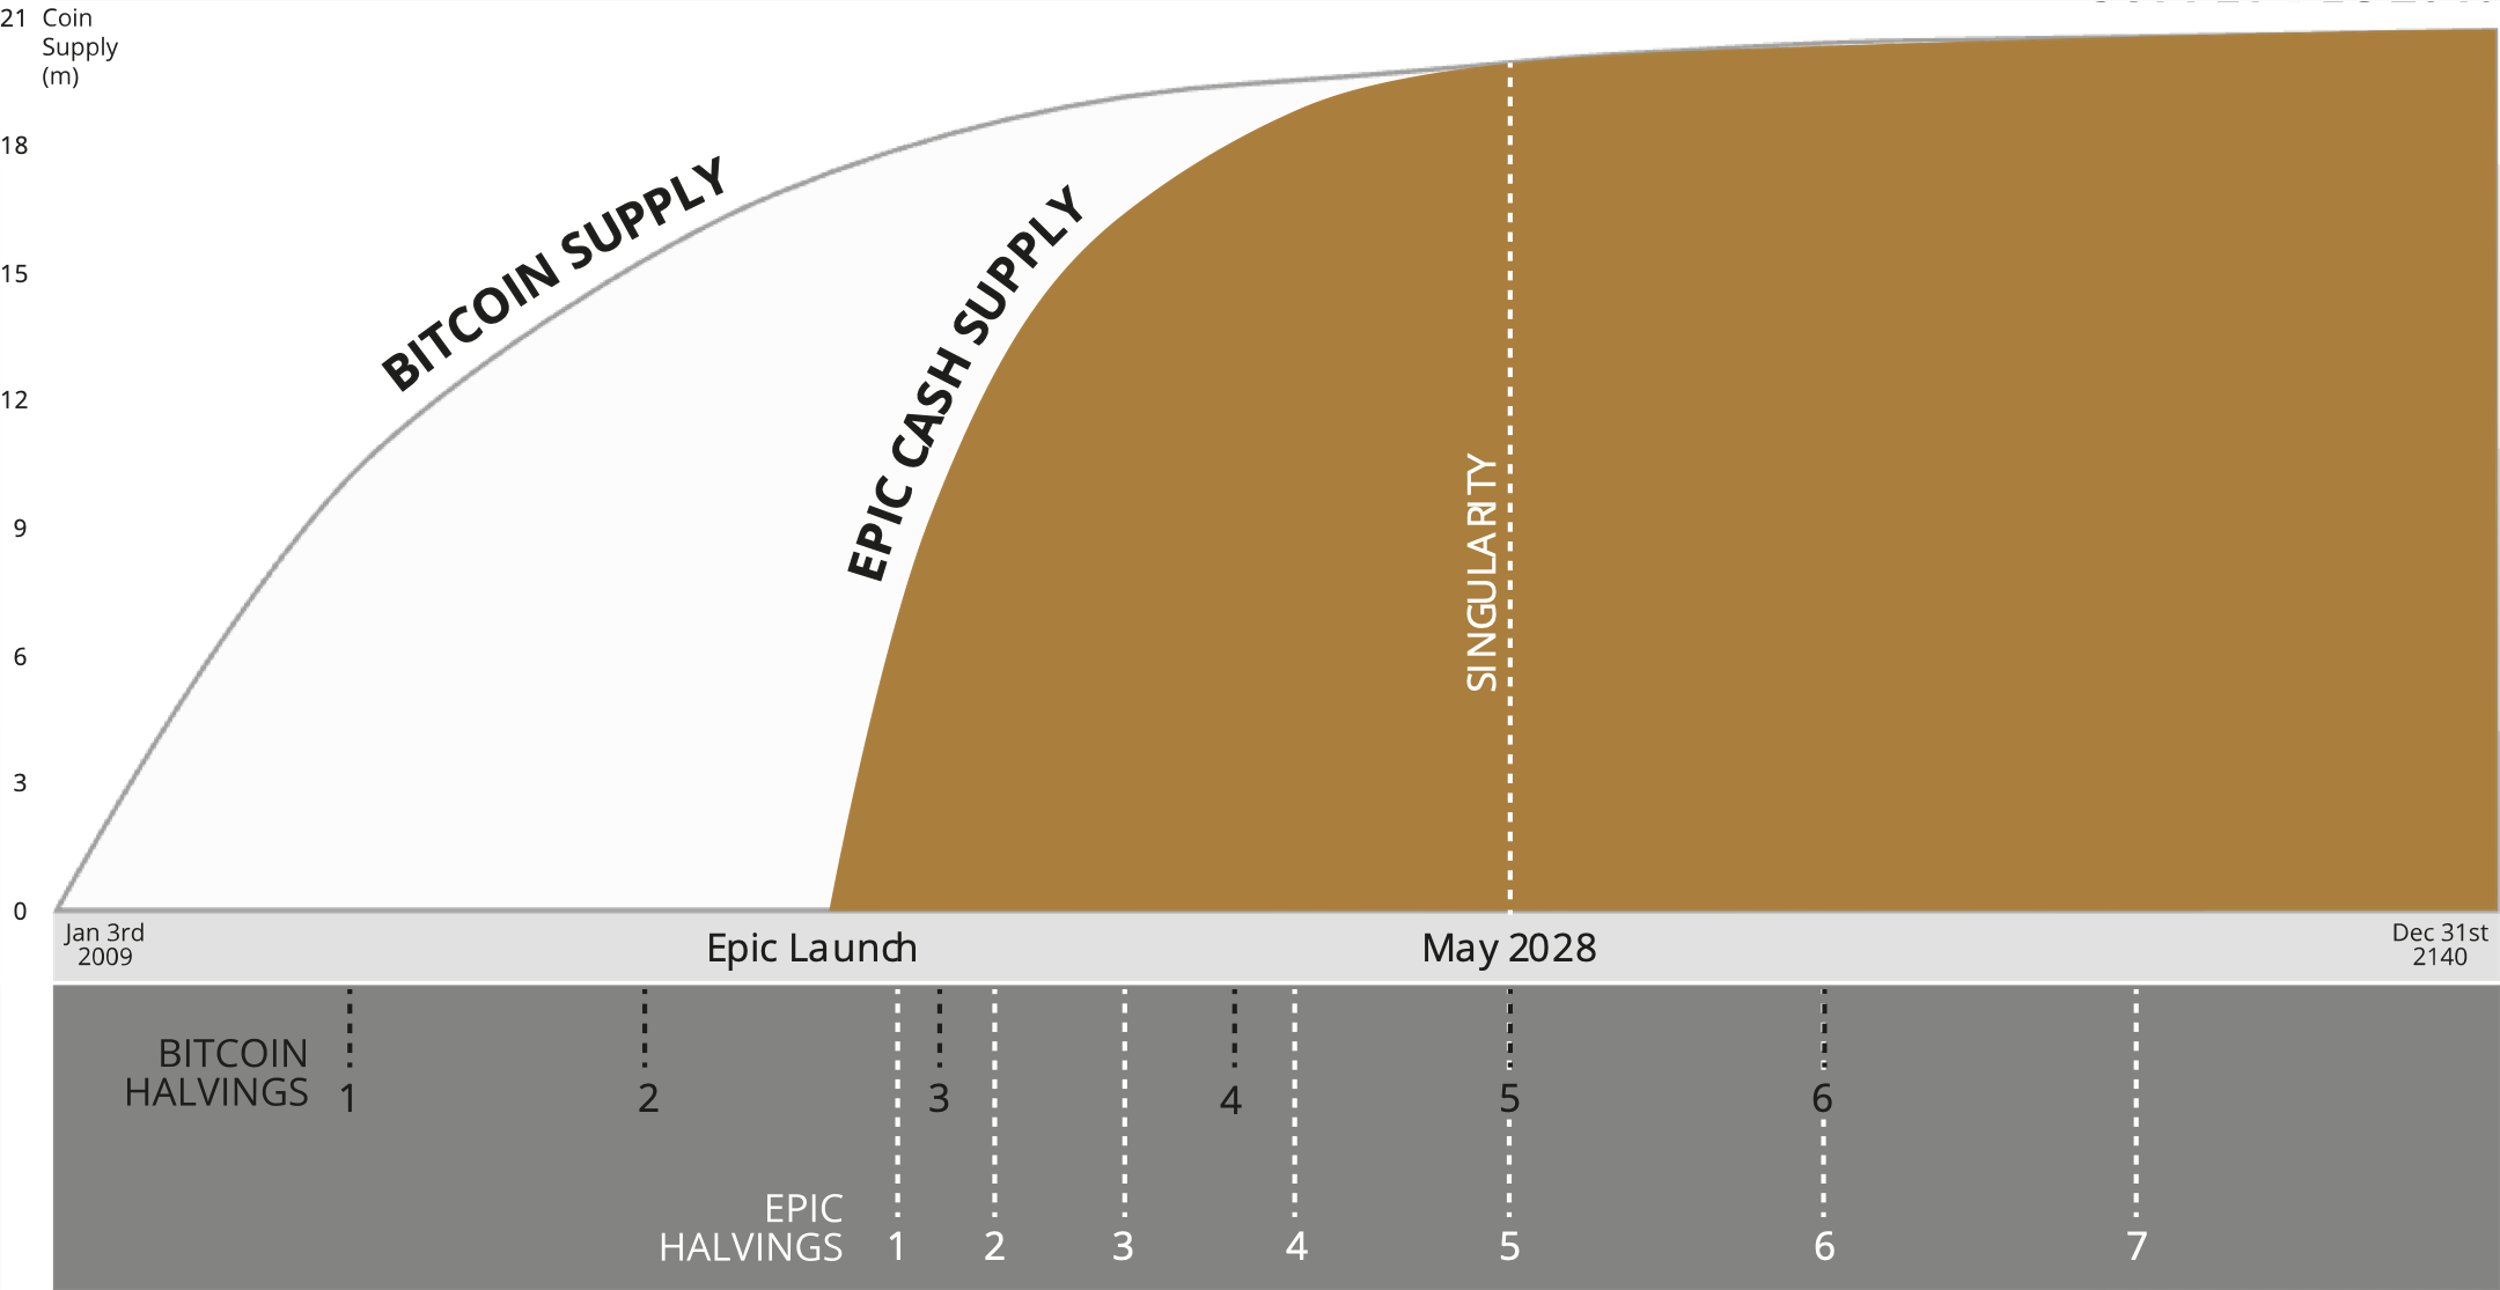 21 Coin
Supply
(m)
18
15
12
9
6
3
0
BITCOIN SUPPLY
EPIC CASH SUPPLY
SINGULARITY
Jan 3rd
2009
Epic Launch
May 2028
Dec 31st
2140
BITCOIN
HALVINGS
1 2 3 4 5 6
EPIC
HALVINGS
1 2 3 4 5 6 7